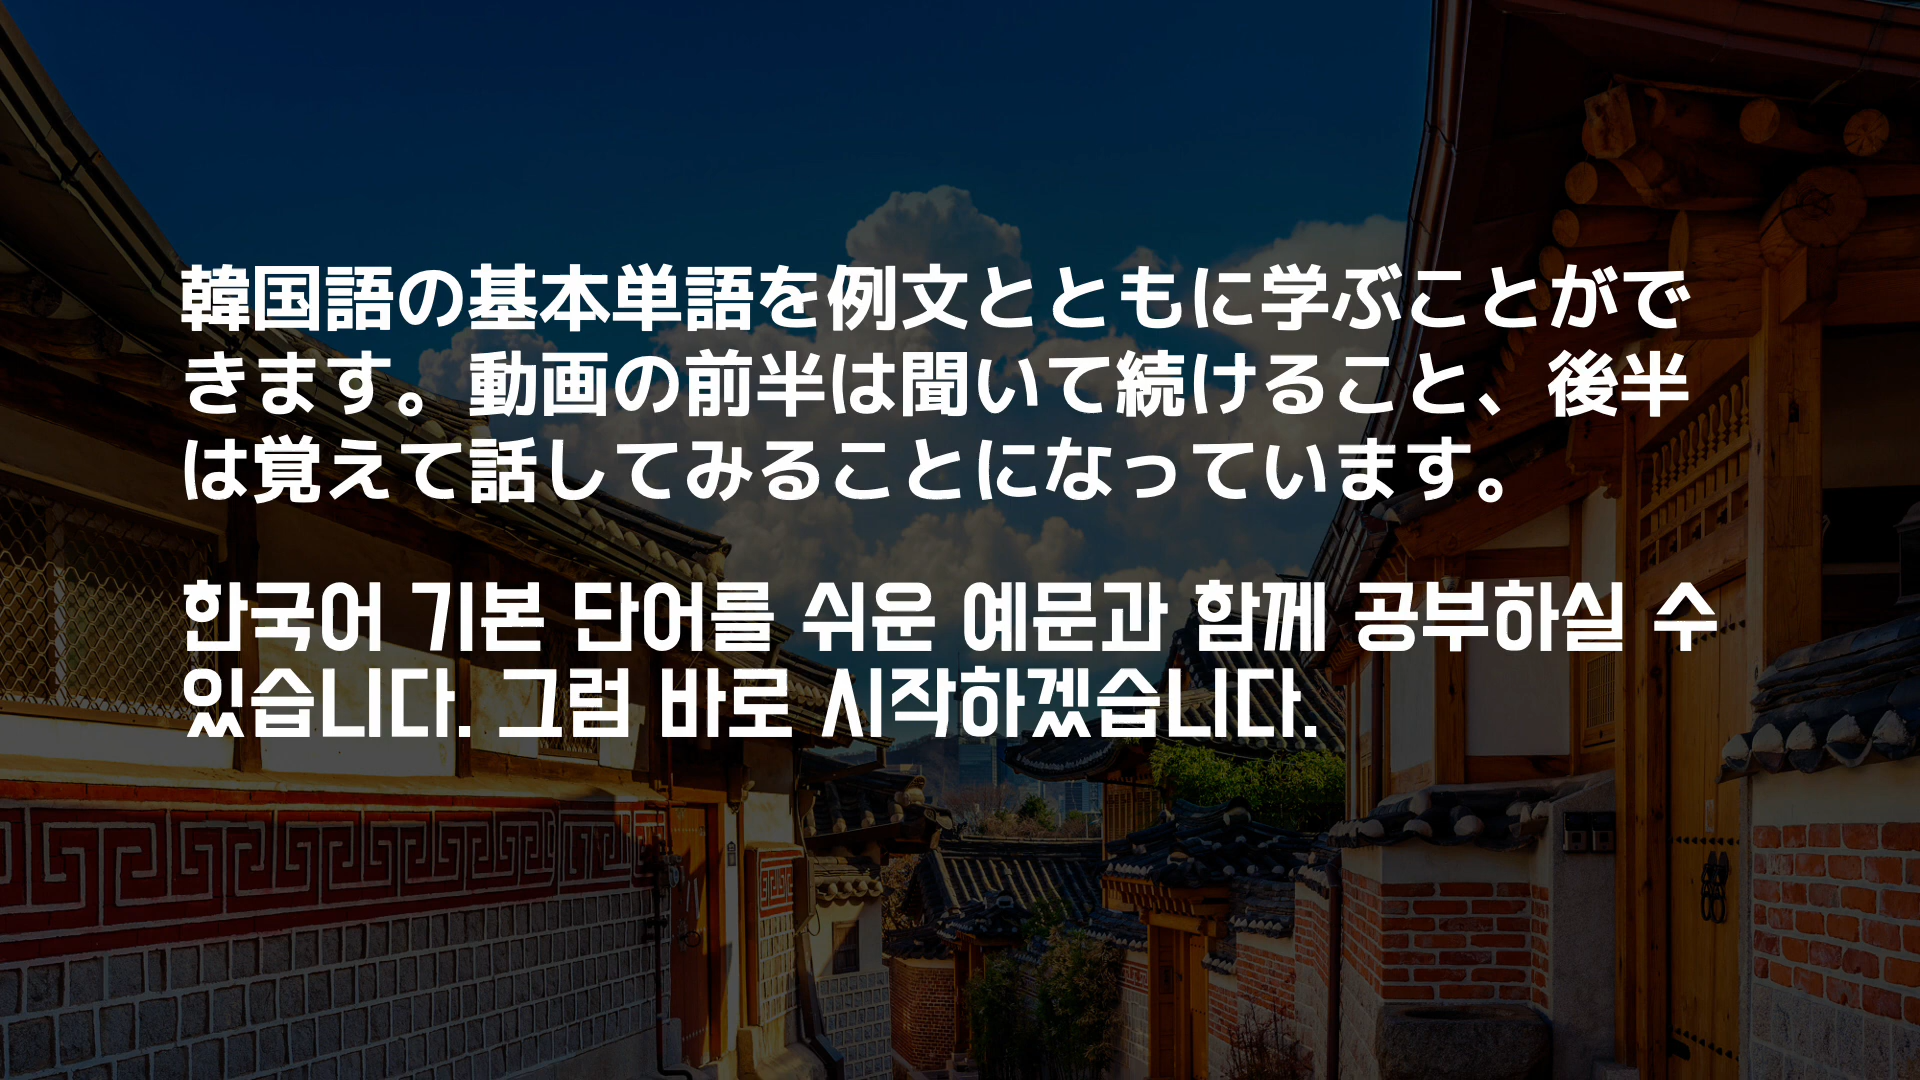 韓国語の基本単語を例文とともに学ぶことがで
きます。動画の前半は聞いて続けること、後半
は覚えて話してみることになっています。
한국어 기본 단어를 쉬운 예문과 함께 공부하실 수
있습니다. 그럼 바로 시작하겠습니다.